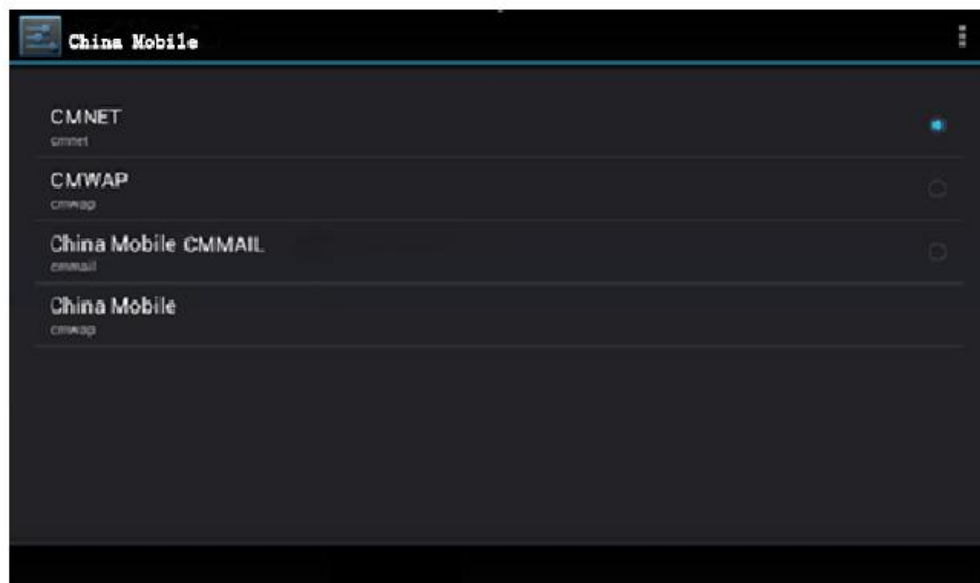 China Mobile
CMNET
cmnet
CMWAP
cmwap
China Mobile CMMAIL
cmmail
China Mobile
cmwap